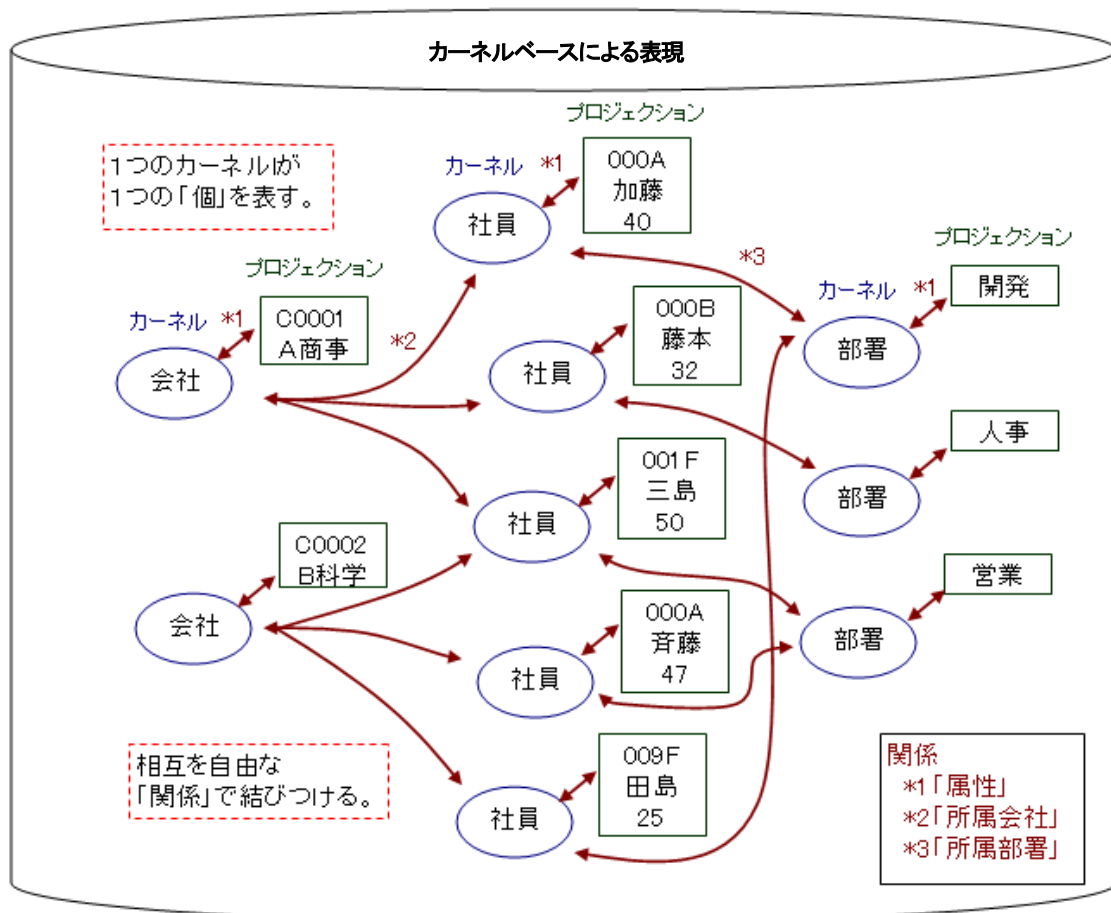 カーネルベースによる表現
1つのカーネルが
1つの「個」を表す。
プロジェクション
カーネル *1
000A
加藤
40
社員
*3
プロジェクション
カーネル *1
開発
部署
プロジェクション
カーネル *1
C0001
A商事
会社
*2
000B
藤本
32
社員
人事
部署
001F
三島
50
社員
C0002
B科学
会社
営業
部署
000A
斉藤
47
社員
相互を自由な
「関係」で結びつける。
009F
田島
25
社員
関係
*1「属性」
*2「所属会社」
*3「所属部署」